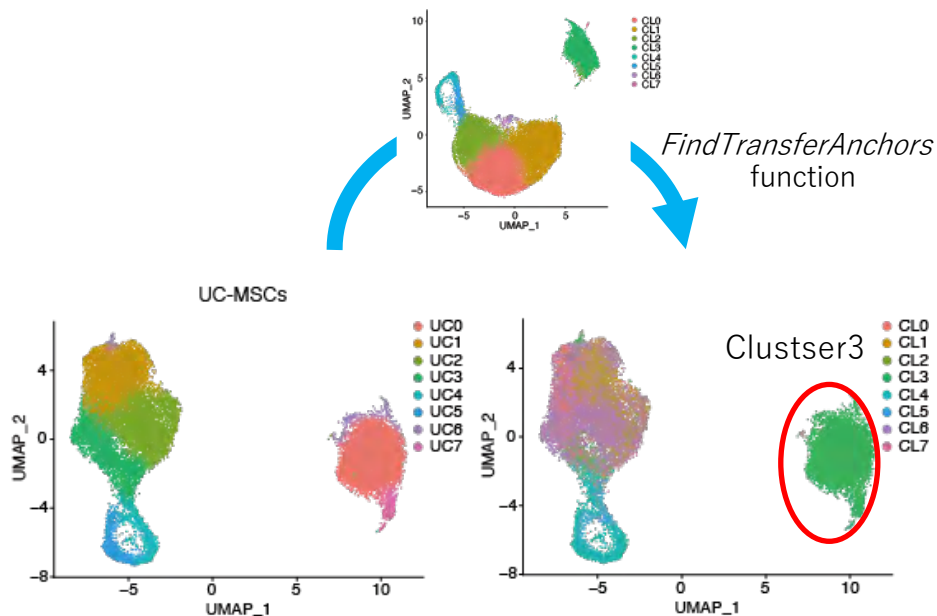 10
5
0
−5
UMAP_2
−5
0
5
UMAP_1
CL0
CL1
CL2
CL3
CL4
CL5
CL6
CL7
FindTransferAnchors
function
UC-MSCs
4
0
−4
−8
UMAP_2
−5
0
5
10
UMAP_1
UC0
UC1
UC2
UC3
UC4
UC5
UC6
UC7
Clustser3
4
0
−4
−8
UMAP_2
−5
0
5
10
UMAP_1
CL0
CL1
CL2
CL3
CL4
CL5
CL6
CL7